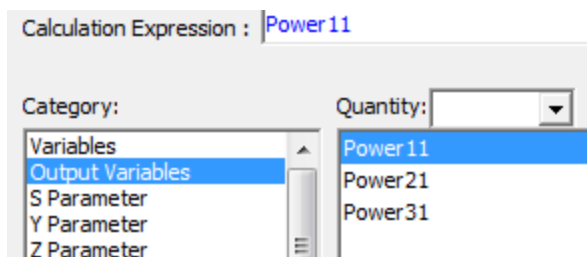 Calculation Expression : Power11
Category:
Quantity:
Variables
Output Variables
S Parameter
Y Parameter
Z Parameter
Power11
Power21
Power31